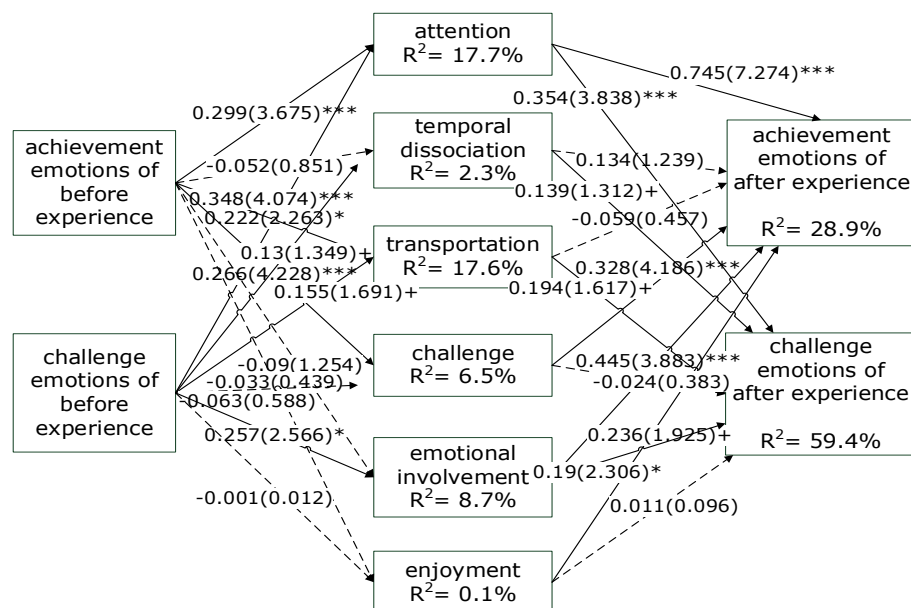 attention
R²= 17.7%
0.745(7.274)***
0.354(3.838)***
0.299(3.675)***
temporal
dissociation
R²= 2.3%
achievement
emotions of
before
experience
achievement
emotions of
after experience
R²= 28.9%
-0.052(0.851)
0.134(1.239)
0.348(4.074)***
0.139(1.312)+
0.222(2.263)*
-0.059(0.457)
transportation
R²= 17.6%
0.13(1.349)+
0.266(4.228)***
0.328(4.186)***
0.155(1.691)+
0.194(1.617)+
challenge
emotions of
before
experience
challenge
R²= 6.5%
challenge
emotions of
after experience
R²= 59.4%
-0.09(1.254)
0.445(3.883)***
-0.033(0.439)
-0.024(0.383)
-0.063(0.588)
0.257(2.566)*
0.236(1.925)+
emotional
involvement
R²= 8.7%
0.19(2.306)*
-0.001(0.012)
0.011(0.096)
enjoyment
R²= 0.1%